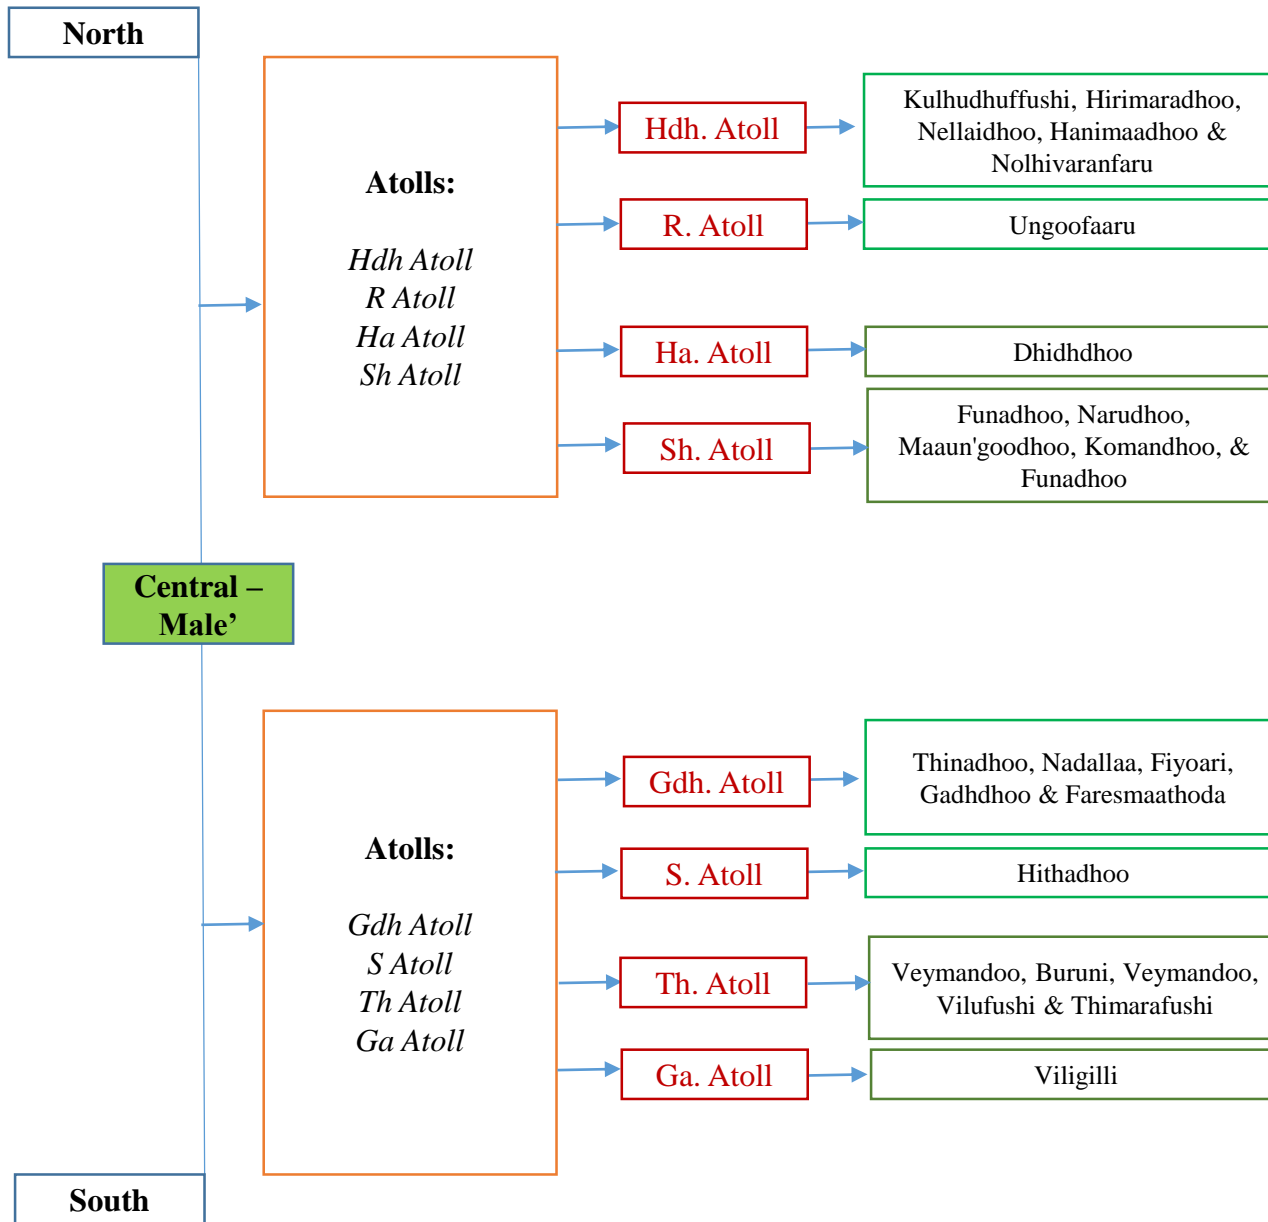 North
Atolls:
Hdh Atoll
R Atoll
Ha Atoll
Sh Atoll
Hdh. Atoll
Kulhudhuffushi, Hirimaradhoo,
Nellaidhoo, Hanimaadhoo &
Nolhivaranfaru
R. Atoll
Ungoofaaru
Ha. Atoll
Dhidhdhoo
Sh. Atoll
Funadhoo, Narudhoo,
Maaun'goodhoo, Komandhoo, &
Funadhoo
Central –
Male’
Atolls:
Gdh Atoll
S Atoll
Th Atoll
Ga Atoll
Gdh. Atoll
Thinadhoo, Nadallaa, Fiyoari,
Gadhdhoo & Faresmaathoda
S. Atoll
Hithadhoo
Th. Atoll
Veymandoo, Buruni, Veymandoo,
Vilufushi & Thimarafushi
Ga. Atoll
Viligilli
South